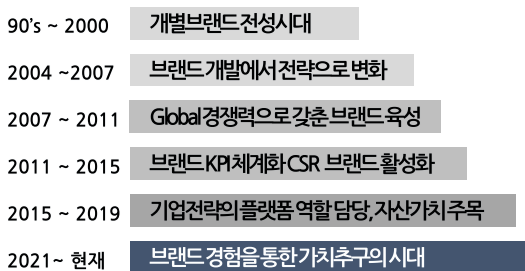 90's ~ 2000 개별브랜드 전성시대
2004 ~2007 브랜드 개발에서 전략으로 변화
2007 ~ 2011 Global 경쟁력으로 갖춘 브랜드 육성
2011 ~ 2015 브랜드 KPI 체계화 CSR 브랜드 활성화
2015 ~ 2019 기업전략의 플랫폼 역할 담당, 자산가치 주목
2021~ 현재 브랜드 경험을 통한 가치추구의 시대